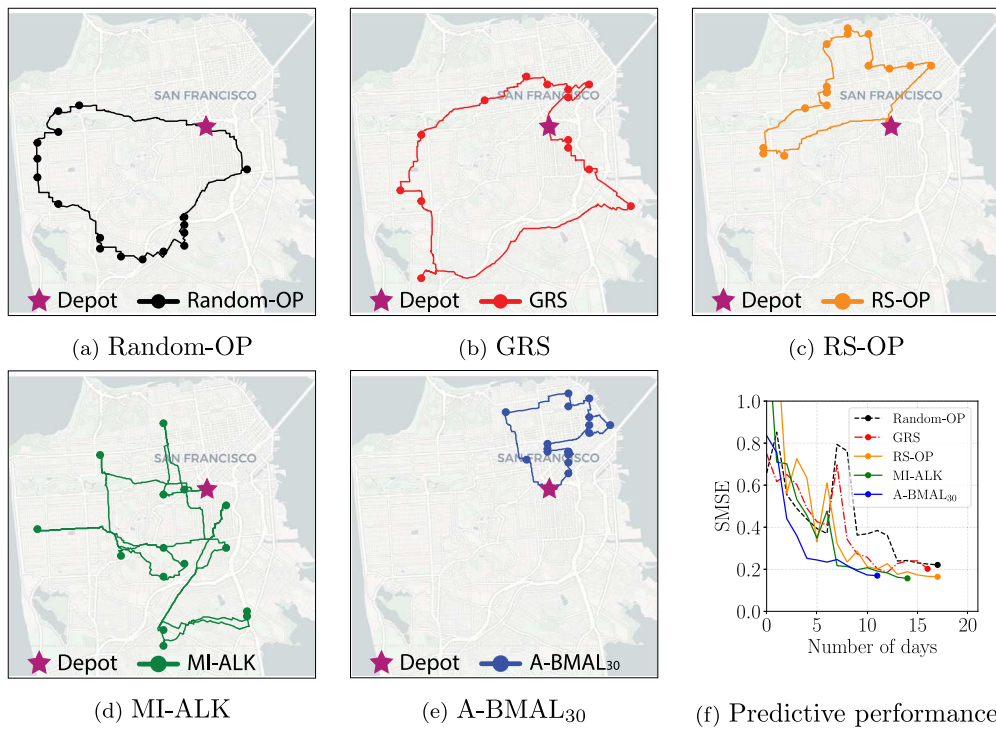 SAN FRANCISCO
Depot Random-OP
(a) Random-OP
SAN FRANCISCO
Depot GRS
(b) GRS
SAN FRANCISCO
Depot RS-OP
(c) RS-OP
SAN FRANCISCO
Depot MI-ALK
(d) MI-ALK
SAN FRANCISCO
Depot A-BMAL₃₀
(e) A-BMAL₃₀
SMSE
1.0
0.8
0.6
0.4
0.2
0.0
Random-OP
GRS
RS-OP
MI-ALK
A-BMAL₃₀
0 5 10 15 20
Number of days
(f) Predictive performance